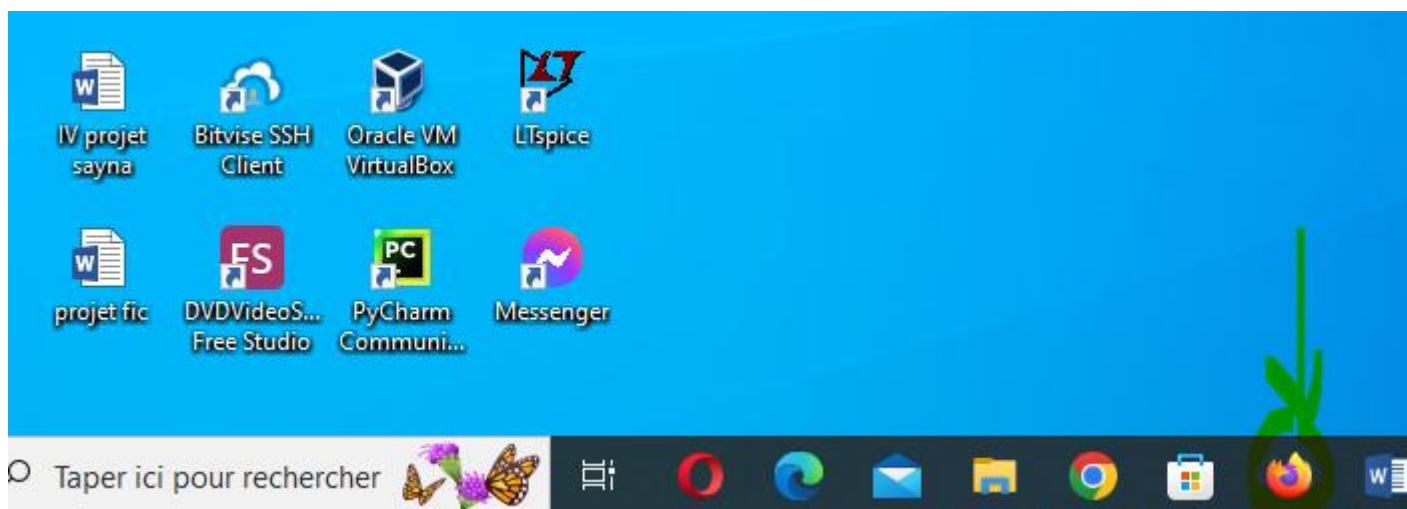 IV projet
sayna
Bitvise SSH
Client
Oracle VM
VirtualBox
LTspice
projet fic
DVDVideoS...
Free Studio
PyCharm
Communi...
Messenger
Taper ici pour rechercher